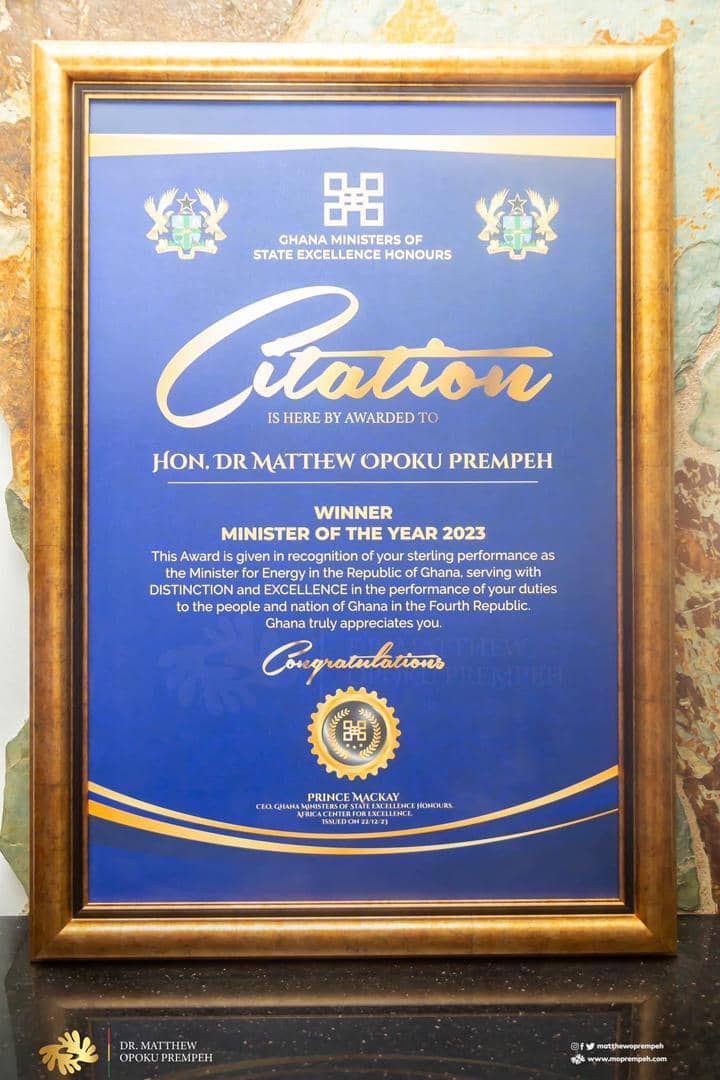 GHANA MINISTERS OF
STATE EXCELLENCE HONOURS
Citation
IS HERE BY AWARDED TO
HON. DR MATTHEW OPOKU PREMPEH
WINNER
MINISTER OF THE YEAR 2023
This Award is given in recognition of your sterling performance as
the Minister for Energy in the Republic of Ghana, serving with
DISTINCTION and EXCELLENCE in the performance of your duties
to the people and nation of Ghana in the Fourth Republic.
Ghana truly appreciates you.
Congratulations
DR. MATTHEW
OPOKU PREMPEH
PRINCE MACKAY
CEO, GHANA MINISTERS OF STATE EXCELLENCE HONOURS.
AFRICA CENTER FOR EXCELLENCE.
ISSUED ON 22/12/23
DR. MATTHEW
OPOKU PREMPEH
matthewoprempeh
www.moprempeh.com